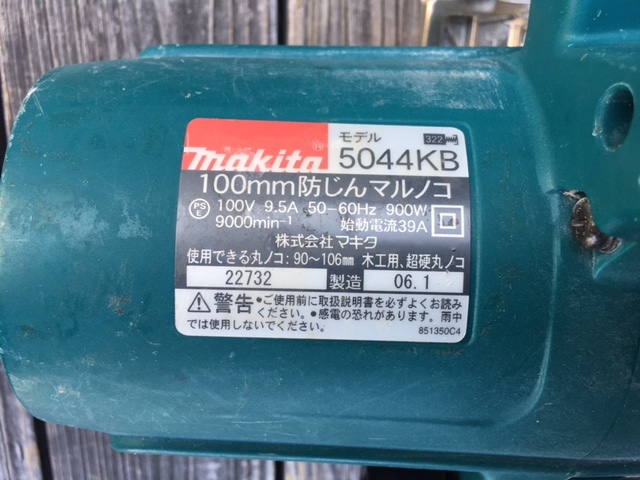 モデル 322
makita 5044KB
100mm防じんマルノコ
PS E 100V 9.5A 50-60Hz 900W
9000min⁻¹ 始動電流39A
株式会社マキタ
使用できる丸ノコ:90～106mm 木工用、超硬丸ノコ
22732 製造 06.1
警告 ●ご使用前に取扱説明書を必ずよくお読み
ください。●感電の恐れがあります。雨中
では使用しないでください。
851350C4